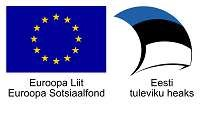 Euroopa Liit
Euroopa Sotsiaalfond
Eesti
tuleviku heaks